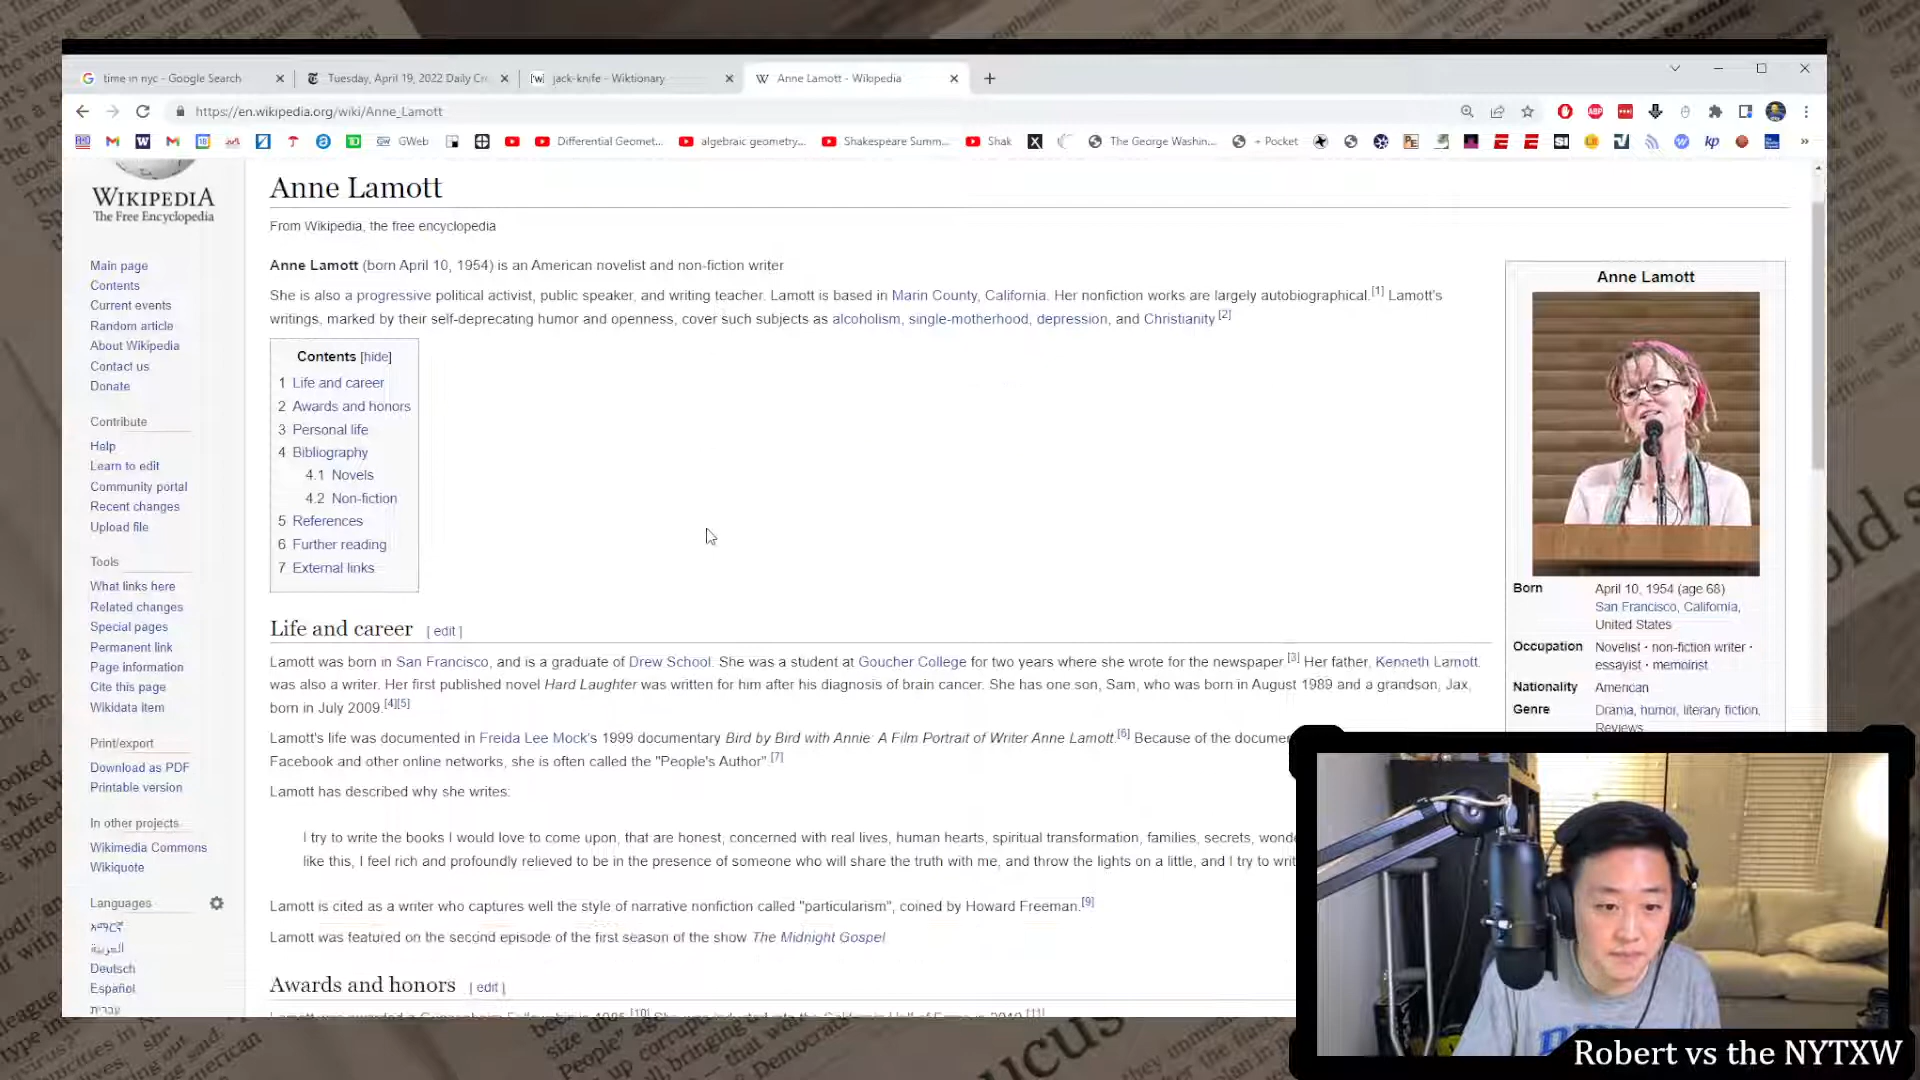 time in nyc - Google Search
Tuesday, April 19, 2022 Daily Cr
jack-knife - Wiktionary
Anne Lamott - Wikipedia
https://en.wikipedia.org/wiki/Anne_Lamott
GWeb
Differential Geomet...
algebraic geometry...
Shakespeare Summ...
Shak
The George Washin...
+ Pocket
WIKIPEDIA
The Free Encyclopedia
Main page
Contents
Current events
Random article
About Wikipedia
Contact us
Donate
Contribute
Help
Learn to edit
Community portal
Recent changes
Upload file
Tools
What links here
Related changes
Special pages
Permanent link
Page information
Cite this page
Wikidata item
Print/export
Download as PDF
Printable version
In other projects
Wikimedia Commons
Wikiquote
Languages
አማርኛ
العربية
Deutsch
Español
עברית
Anne Lamott
From Wikipedia, the free encyclopedia
Anne Lamott (born April 10, 1954) is an American novelist and non-fiction writer
She is also a progressive political activist, public speaker, and writing teacher. Lamott is based in Marin County, California. Her nonfiction works are largely autobiographical.[1] Lamott's
writings, marked by their self-deprecating humor and openness, cover such subjects as alcoholism, single-motherhood, depression, and Christianity [2]
Contents [hide]
1 Life and career
2 Awards and honors
3 Personal life
4 Bibliography
4.1 Novels
4.2 Non-fiction
5 References
6 Further reading
7 External links
Life and career [ edit ]
Lamott was born in San Francisco, and is a graduate of Drew School. She was a student at Goucher College for two years where she wrote for the newspaper.[3] Her father, Kenneth Lamott,
was also a writer. Her first published novel Hard Laughter was written for him after his diagnosis of brain cancer. She has one son, Sam, who was born in August 1989 and a grandson, Jax,
born in July 2009.[4][5]
Lamott's life was documented in Freida Lee Mock's 1999 documentary Bird by Bird with Annie: A Film Portrait of Writer Anne Lamott.[6] Because of the docume
Facebook and other online networks, she is often called the "People's Author".[7]
Lamott has described why she writes:
I try to write the books I would love to come upon, that are honest, concerned with real lives, human hearts, spiritual transformation, families, secrets, wonde
like this, I feel rich and profoundly relieved to be in the presence of someone who will share the truth with me, and throw the lights on a little, and I try to writ
Lamott is cited as a writer who captures well the style of narrative nonfiction called "particularism", coined by Howard Freeman.[9]
Lamott was featured on the second episode of the first season of the show The Midnight Gospel
Awards and honors [ edit ]
Anne Lamott
Born April 10, 1954 (age 68)
San Francisco, California,
United States
Occupation Novelist · non-fiction writer ·
essayist · memoirist
Nationality American
Genre Drama, humor, literary fiction,
Reviews
Robert vs the NYTXW